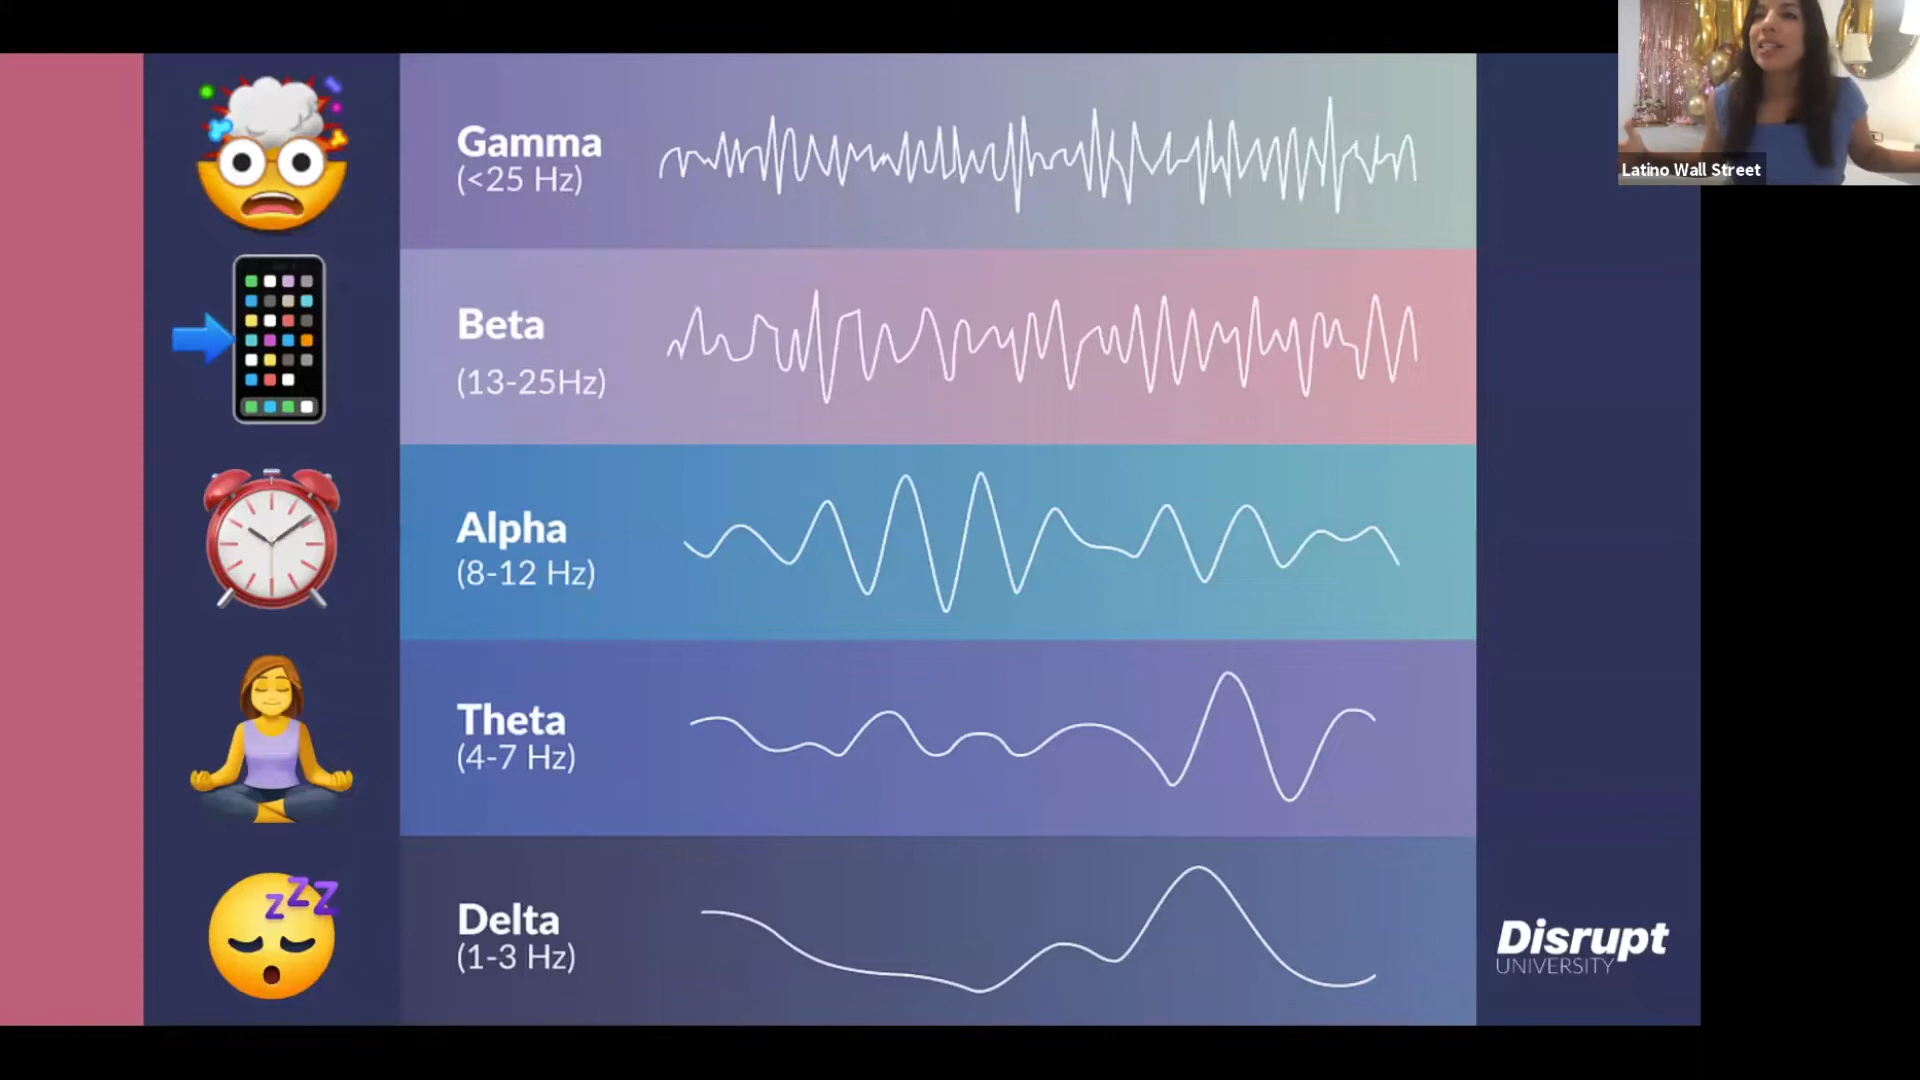 Latino Wall Street
Gamma
(<25 Hz)
Beta
(13-25Hz)
Alpha
(8-12 Hz)
Theta
(4-7 Hz)
z z z
Delta
(1-3 Hz)
Disrupt
UNIVERSITY